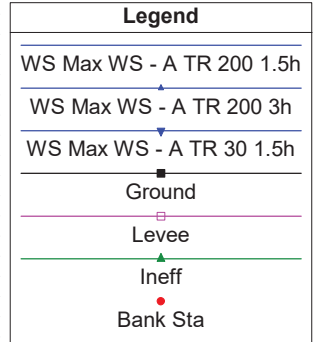 Legend
WS Max WS - A TR 200 1.5h
WS Max WS - A TR 200 3h
WS Max WS - A TR 30 1.5h
Ground
Levee
Ineff
Bank Sta